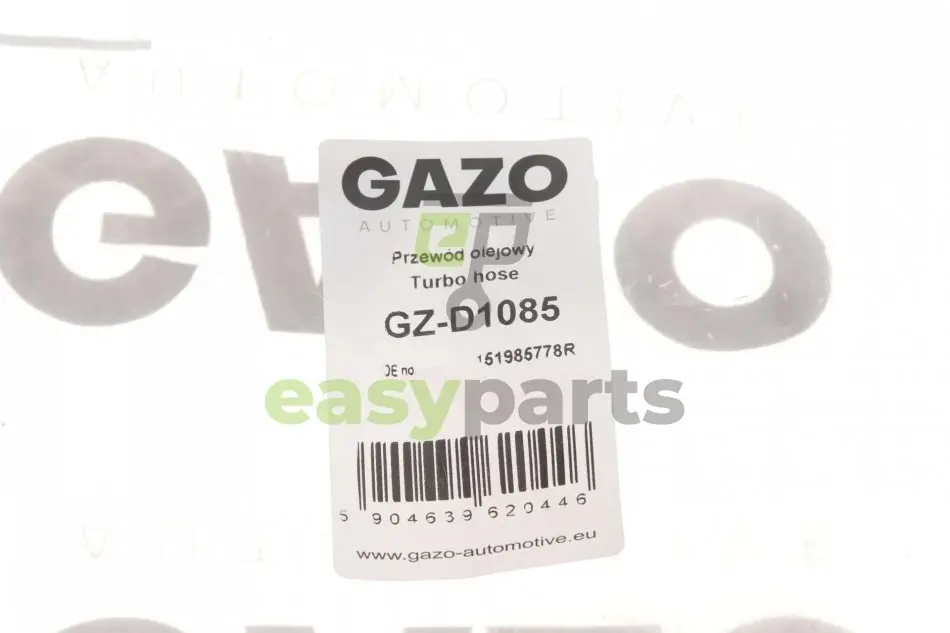 GAZO
AUTOMOTIVE
Przewód olejowy
Turbo hose
GZ-D1085
OE no 151985778R
easyparts
5 904639 620446
www.gazo-automotive.eu